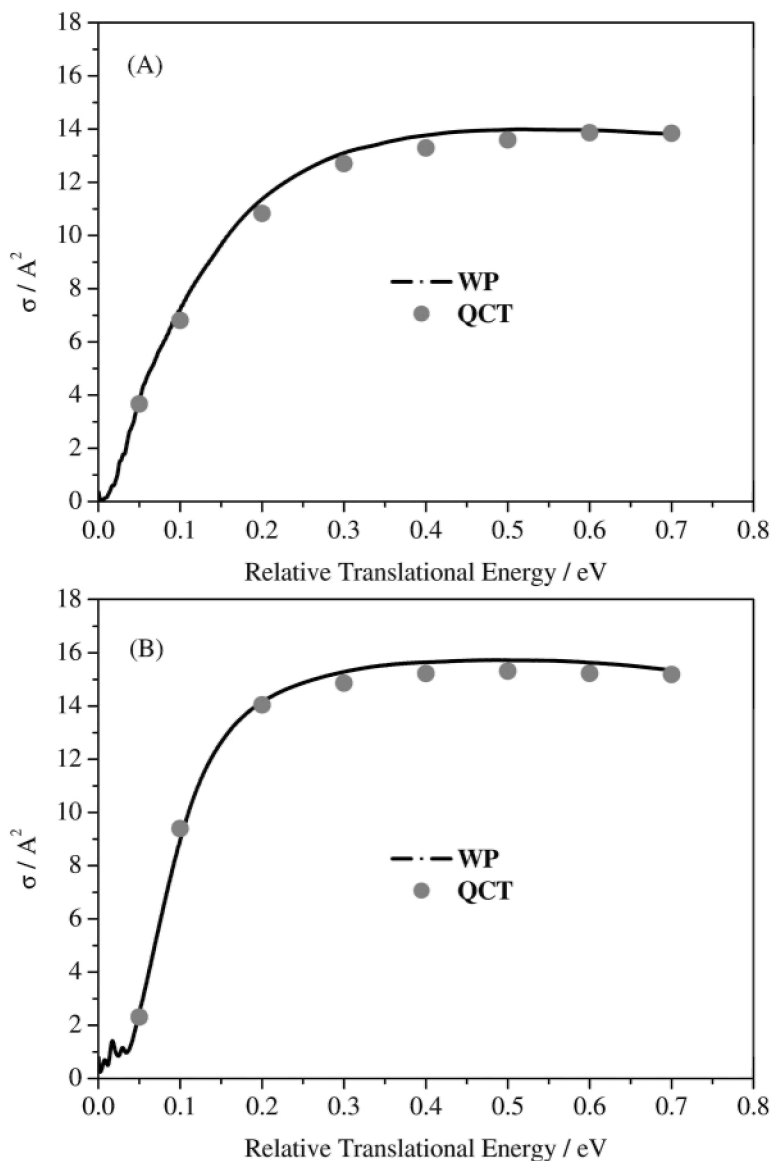 18
(A)
16
14
12
10
σ / A²
8
WP
QCT
6
4
2
0
0.0 0.1 0.2 0.3 0.4 0.5 0.6 0.7 0.8
Relative Translational Energy / eV
18
(B)
16
14
12
10
σ / A²
8
WP
QCT
6
4
2
0
0.0 0.1 0.2 0.3 0.4 0.5 0.6 0.7 0.8
Relative Translational Energy / eV